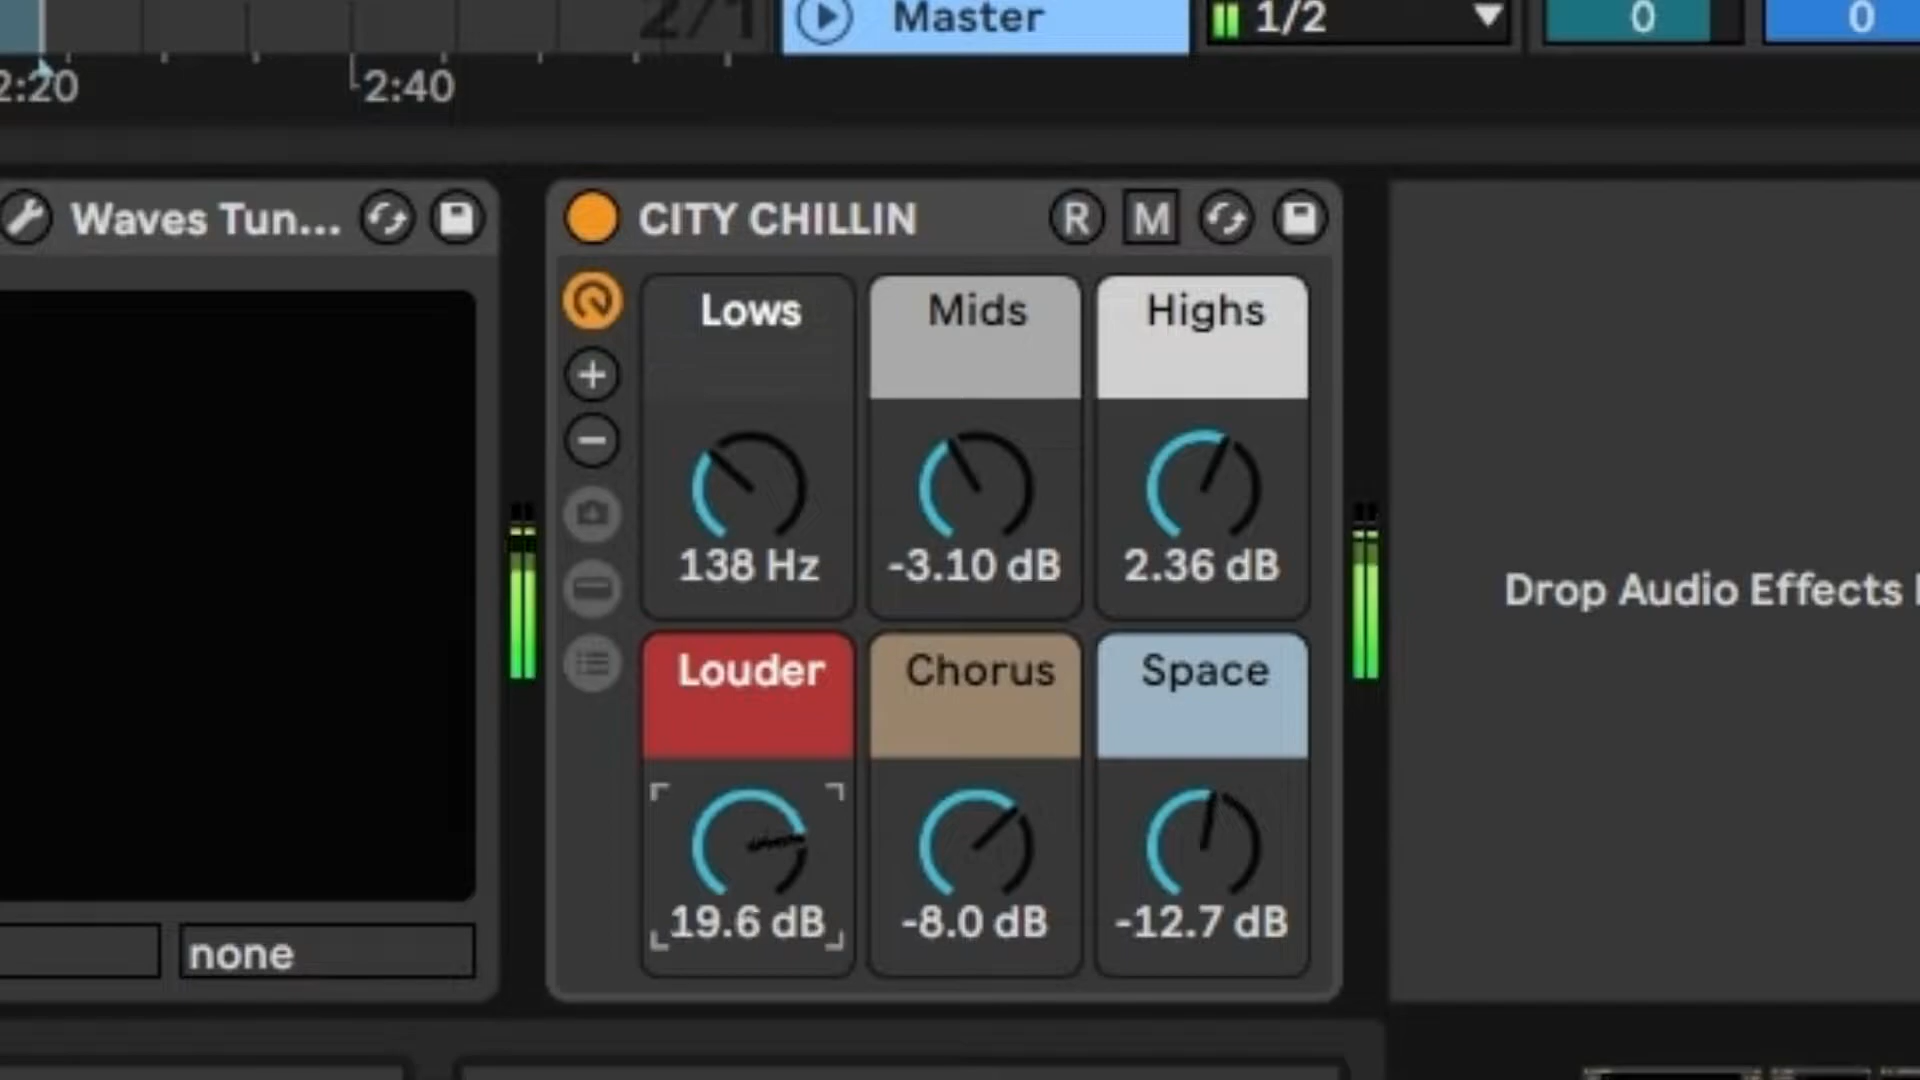 2/1
Master
1/2
0
0
2:20
2:40
Waves Tun...
CITY CHILLIN
R
M
Lows
Mids
Highs
138 Hz
-3.10 dB
2.36 dB
Drop Audio Effects
Louder
Chorus
Space
19.6 dB
-8.0 dB
-12.7 dB
none